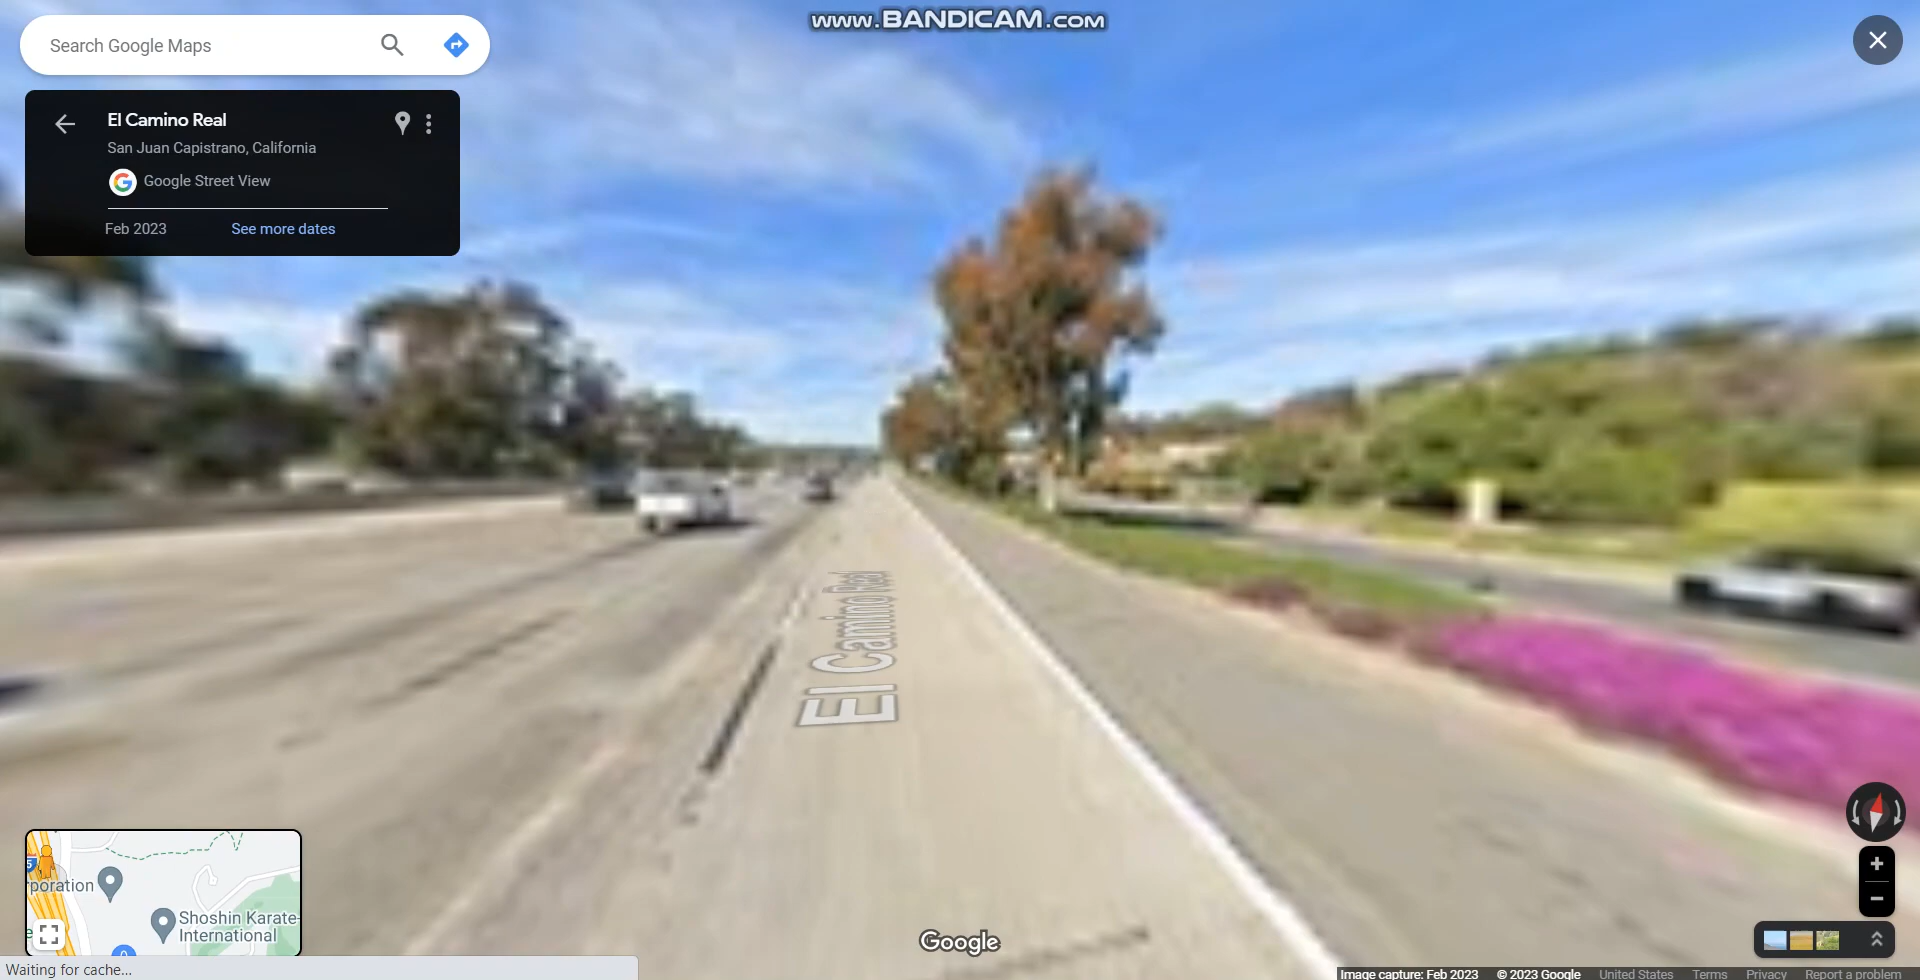 www.BANDICAM.COM
Search Google Maps
El Camino Real
San Juan Capistrano, California
Google Street View
Feb 2023
See more dates
El Camino Real
5
rporation
Shoshin Karate-
International
Google
Waiting for cache...
Image capture: Feb 2023 © 2023 Google United States Terms Privacy Report a problem